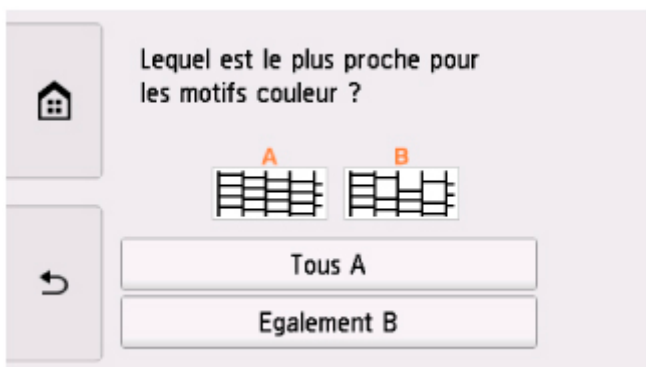 Lequel est le plus proche pour
les motifs couleur ?
A B
Tous A
Egalement B